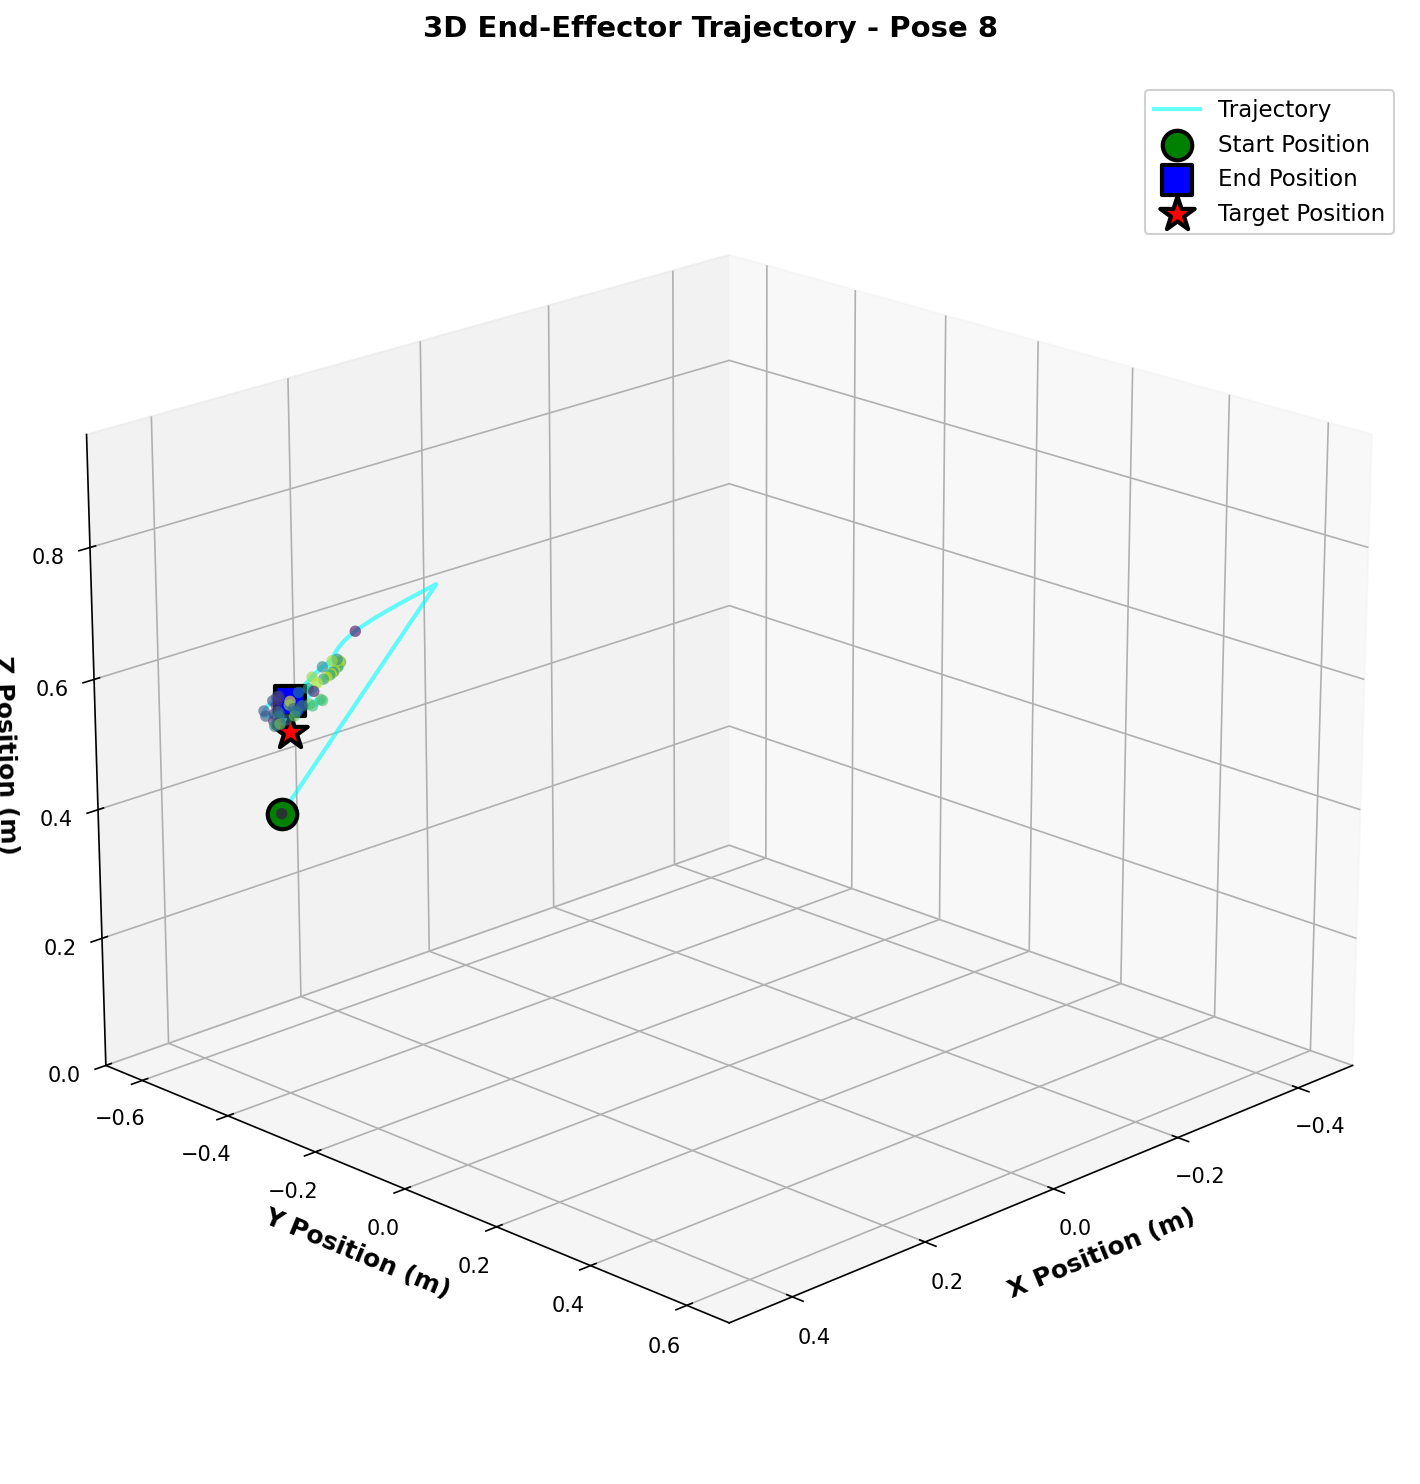 3D End-Effector Trajectory - Pose 8
Trajectory
Start Position
End Position
Target Position
0.8
0.6
0.4
0.2
0.0
Z Position (m)
−0.6
−0.4
−0.2
0.0
0.2
0.4
0.6
Y Position (m)
−0.4
−0.2
0.0
0.2
0.4
X Position (m)